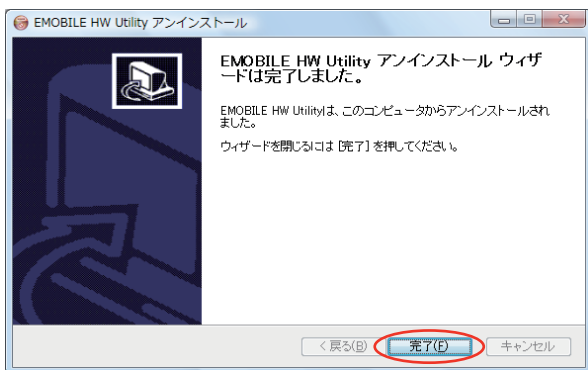 EMOBILE HW Utility アンインストール
EMOBILE HW Utility アンインストール ウィザ
ードは完了しました。
EMOBILE HW Utilityは、このコンピュータからアンインストールされ
ました。
ウィザードを閉じるには [完了] を押してください。
< 戻る(B)
完了(F)
キャンセル